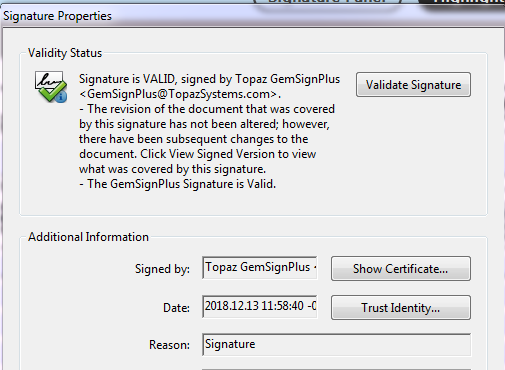 Signature Panel
Highlight
Signature Properties
Validity Status
Signature is VALID, signed by Topaz GemSignPlus
<GemSignPlus@TopazSystems.com>.
- The revision of the document that was covered
by this signature has not been altered; however,
there have been subsequent changes to the
document. Click View Signed Version to view
what was covered by this signature.
- The GemSignPlus Signature is Valid.
Validate Signature
Additional Information
Signed by:
Topaz GemSignPlus <
Show Certificate...
Date:
2018.12.13 11:58:40 -0
Trust Identity...
Reason:
Signature